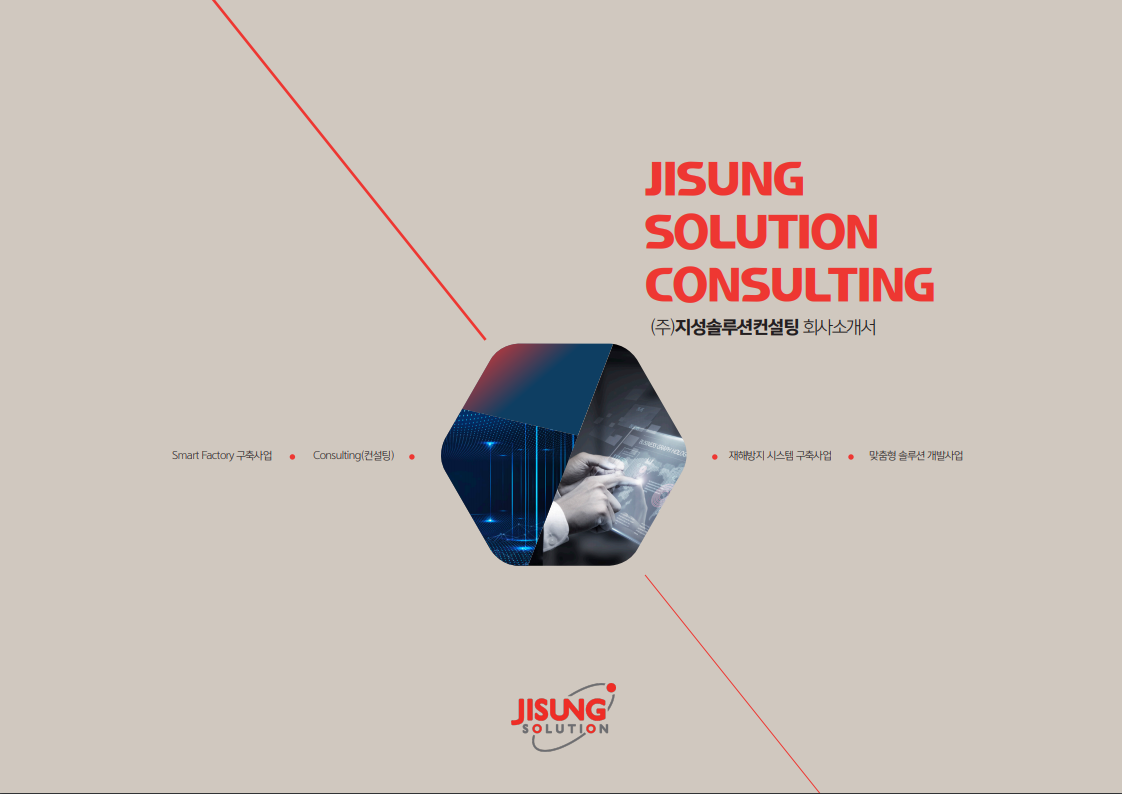 JISUNG
SOLUTION
CONSULTING
(주)지성솔루션컨설팅 회사소개서
Smart Factory 구축사업 • Consulting(컨설팅) • • 재해방지 시스템 구축사업 • 맞춤형 솔루션 개발사업
JISUNG
SOLUTION